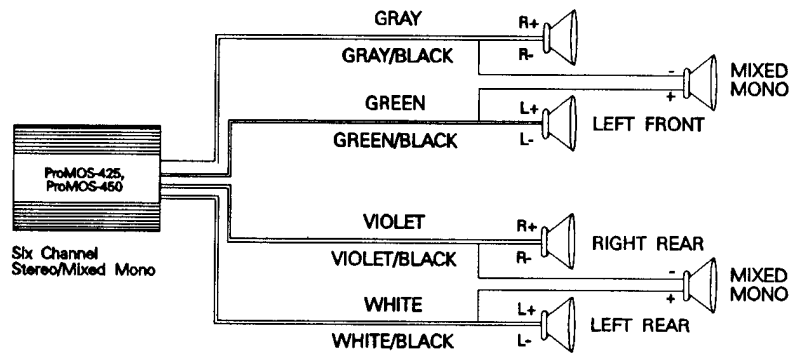 GRAY
R+
GRAY/BLACK
R-
-
MIXED
+
MONO
GREEN
L+
LEFT FRONT
GREEN/BLACK
L-
ProMOS-425,
ProMOS-450
Six Channel
Stereo/Mixed Mono
VIOLET
R+
RIGHT REAR
VIOLET/BLACK
R-
-
MIXED
+
MONO
WHITE
L+
LEFT REAR
WHITE/BLACK
L-